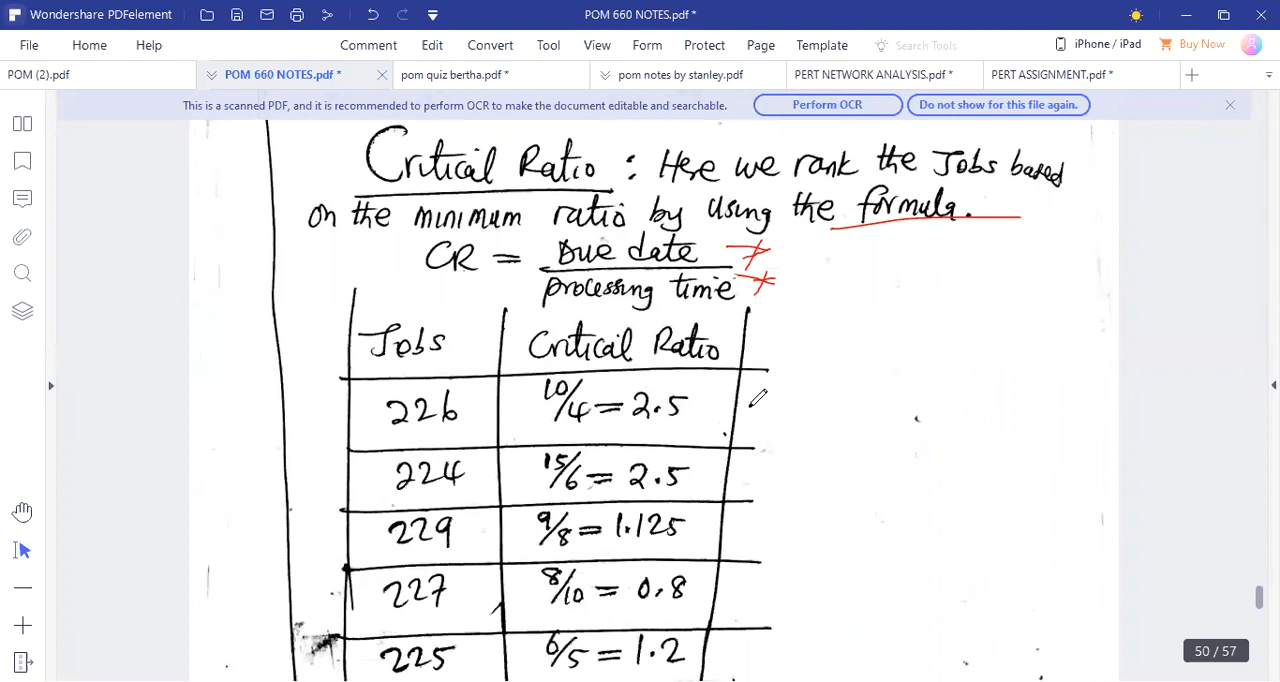 Wondershare PDFelement
POM 660 NOTES.pdf *
File Home Help Comment Edit Convert Tool View Form Protect Page Template Search Tools iPhone / iPad Buy Now
POM (2).pdf POM 660 NOTES.pdf * pom quiz bertha.pdf * pom notes by stanley.pdf PERT NETWORK ANALYSIS.pdf * PERT ASSIGNMENT.pdf *
This is a scanned PDF, and it is recommended to perform OCR to make the document editable and searchable. Perform OCR Do not show for this file again.
Critical Ratio : Here we rank the Jobs based
on the minimum ratio by using the formula.
CR = Due date
processing time
Jobs Critical Ratio
226 10/4 = 2.5
224 15/6 = 2.5
229 9/8 = 1.125
227 8/10 = 0.8
225 6/5 = 1.2
50 / 57